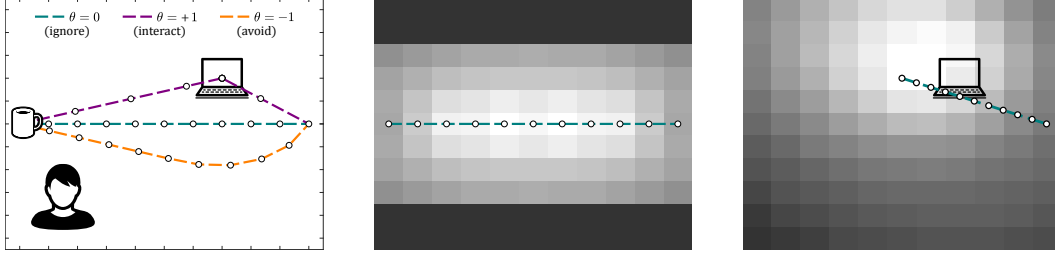 θ = 0 θ = +1 θ = −1
(ignore) (interact) (avoid)